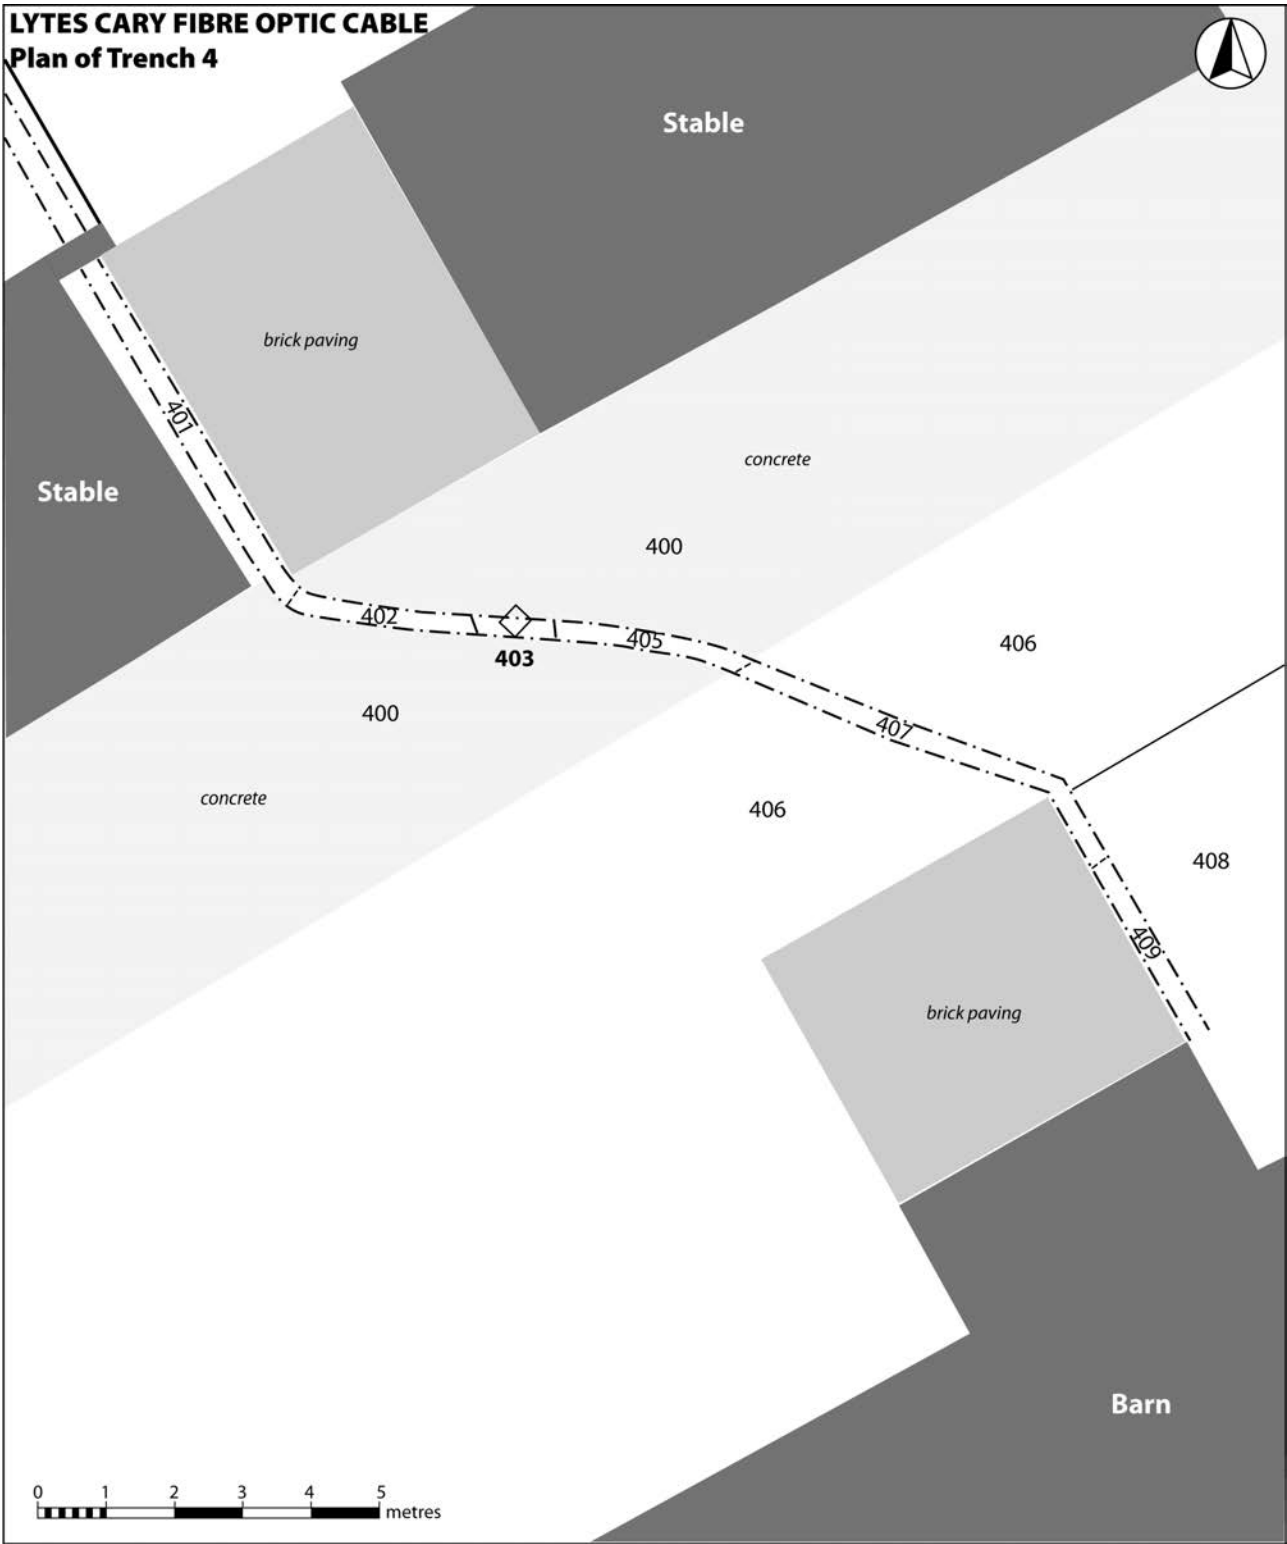 LYTES CARY FIBRE OPTIC CABLE
Plan of Trench 4
Stable
brick paving
401
Stable
concrete
400
402
405
403
406
400
407
concrete
406
408
409
brick paving
Barn
0 1 2 3 4 5
metres